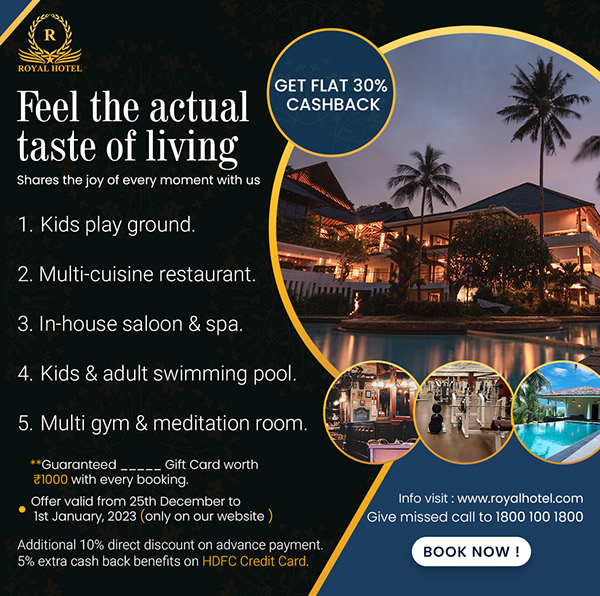 R
ROYAL HOTEL
GET FLAT 30%
CASHBACK
Feel the actual
taste of living
Shares the joy of every moment with us
1. Kids play ground.
2. Multi-cuisine restaurant.
3. In-house saloon & spa.
4. Kids & adult swimming pool.
5. Multi gym & meditation room.
**Guaranteed _____ Gift Card worth
₹1000 with every booking.
• Offer valid from 25th December to
1st January, 2023 (only on our website )
Additional 10% direct discount on advance payment.
5% extra cash back benefits on HDFC Credit Card.
Info visit : www.royalhotel.com
Give missed call to 1800 100 1800
BOOK NOW !